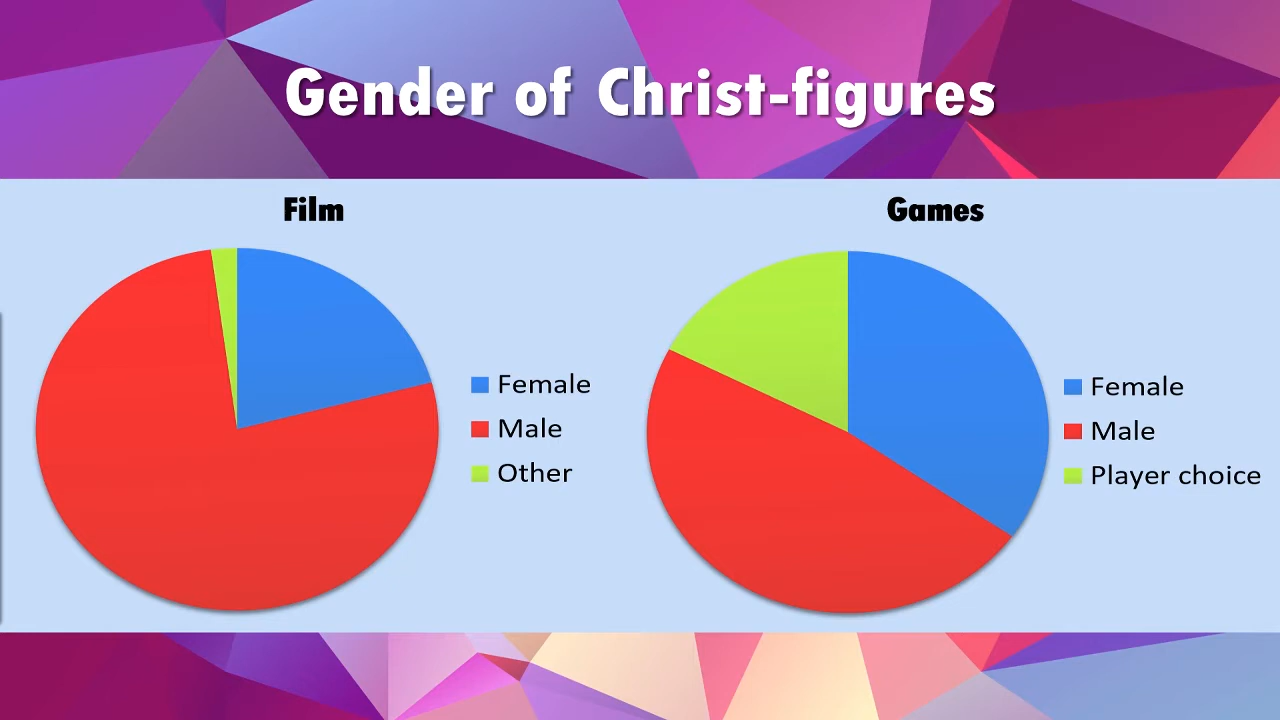 Gender of Christ-figures
Film
Female
Male
Other
Games
Female
Male
Player choice